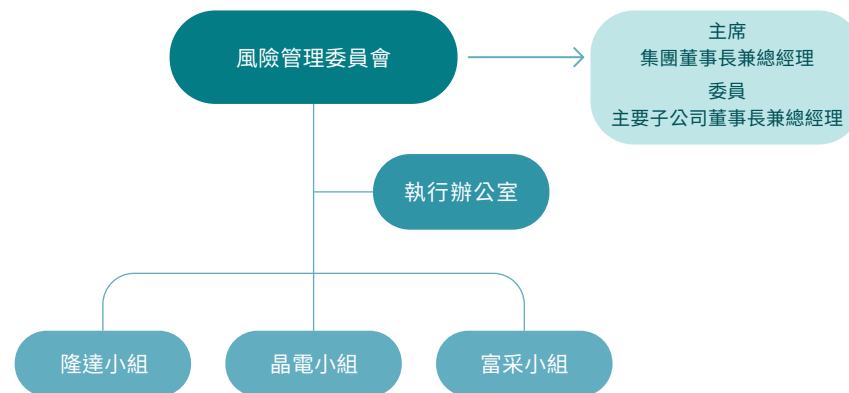 風險管理委員會
主席
集團董事長兼總經理
委員
主要子公司董事長兼總經理
執行辦公室
隆達小組
晶電小組
富采小組